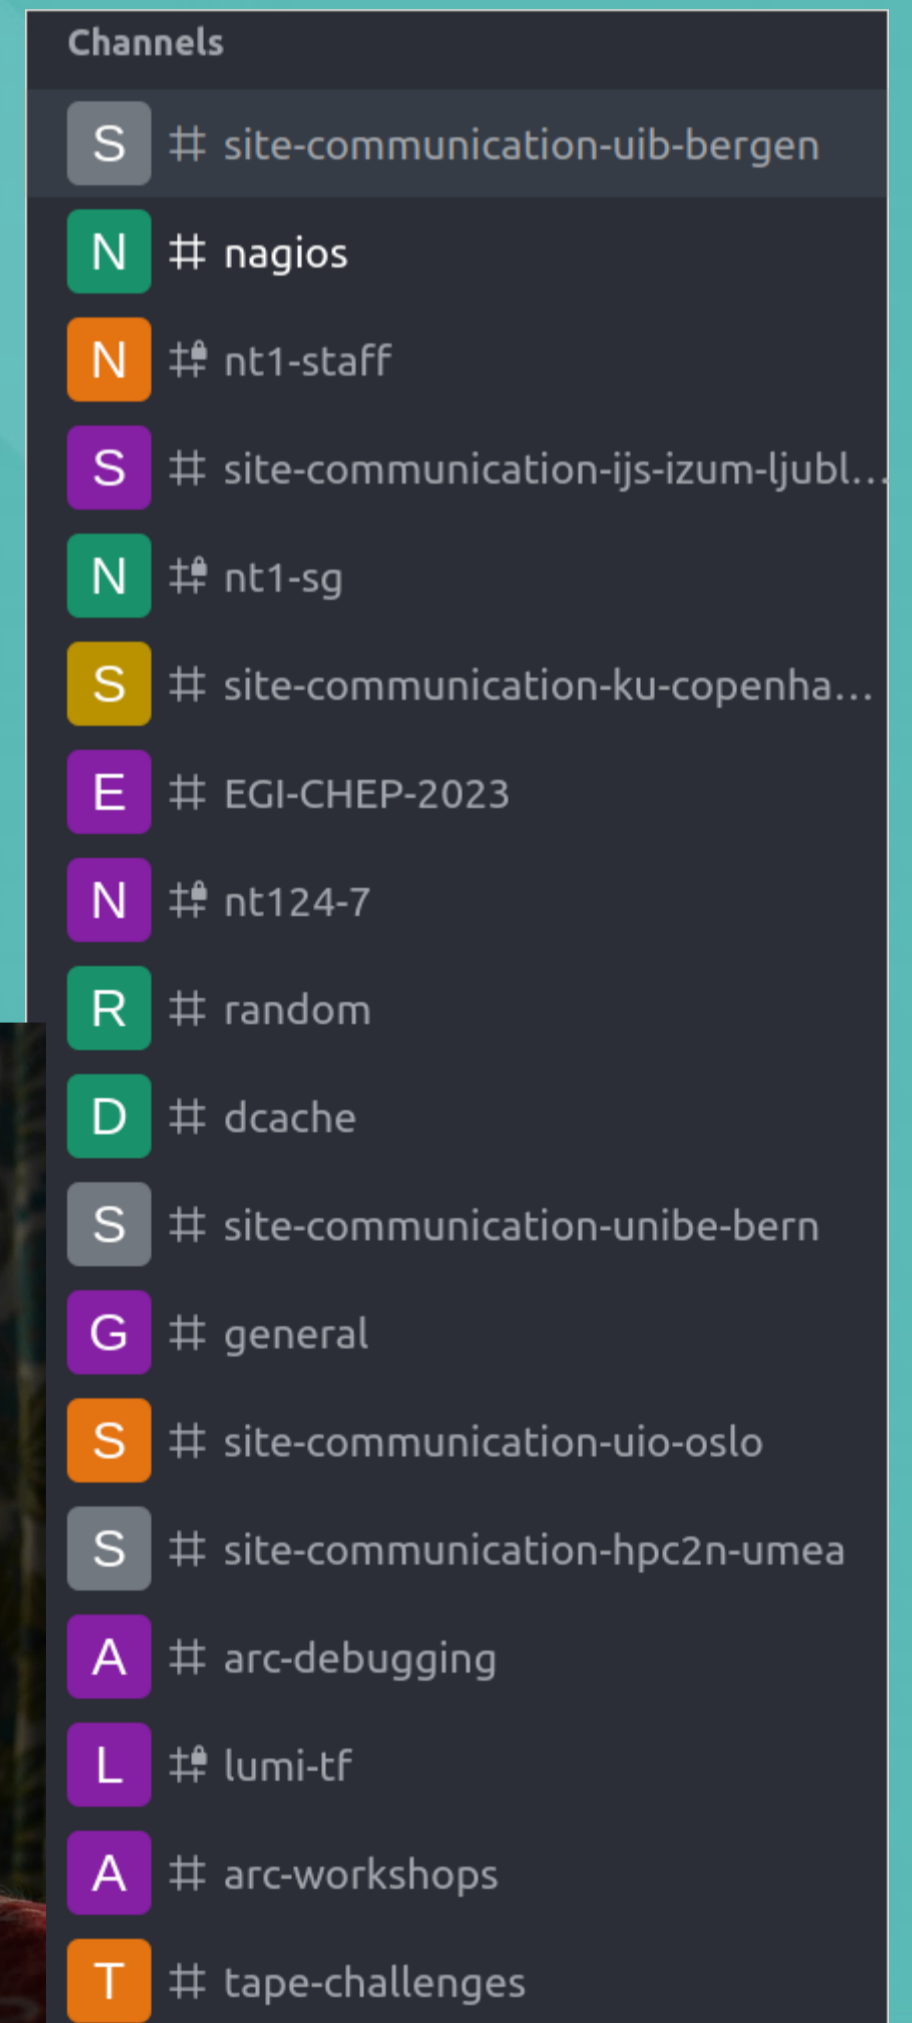 Channels
S # site-communication-uib-bergen
N # nagios
N # nt1-staff
S # site-communication-ijs-izum-ljubl...
N # nt1-sg
S # site-communication-ku-copenha...
E # EGI-CHEP-2023
N # nt124-7
R # random
D # dcache
S # site-communication-unibe-bern
G # general
S # site-communication-uio-oslo
S # site-communication-hpc2n-umea
A # arc-debugging
L # lumi-tf
A # arc-workshops
T # tape-challenges